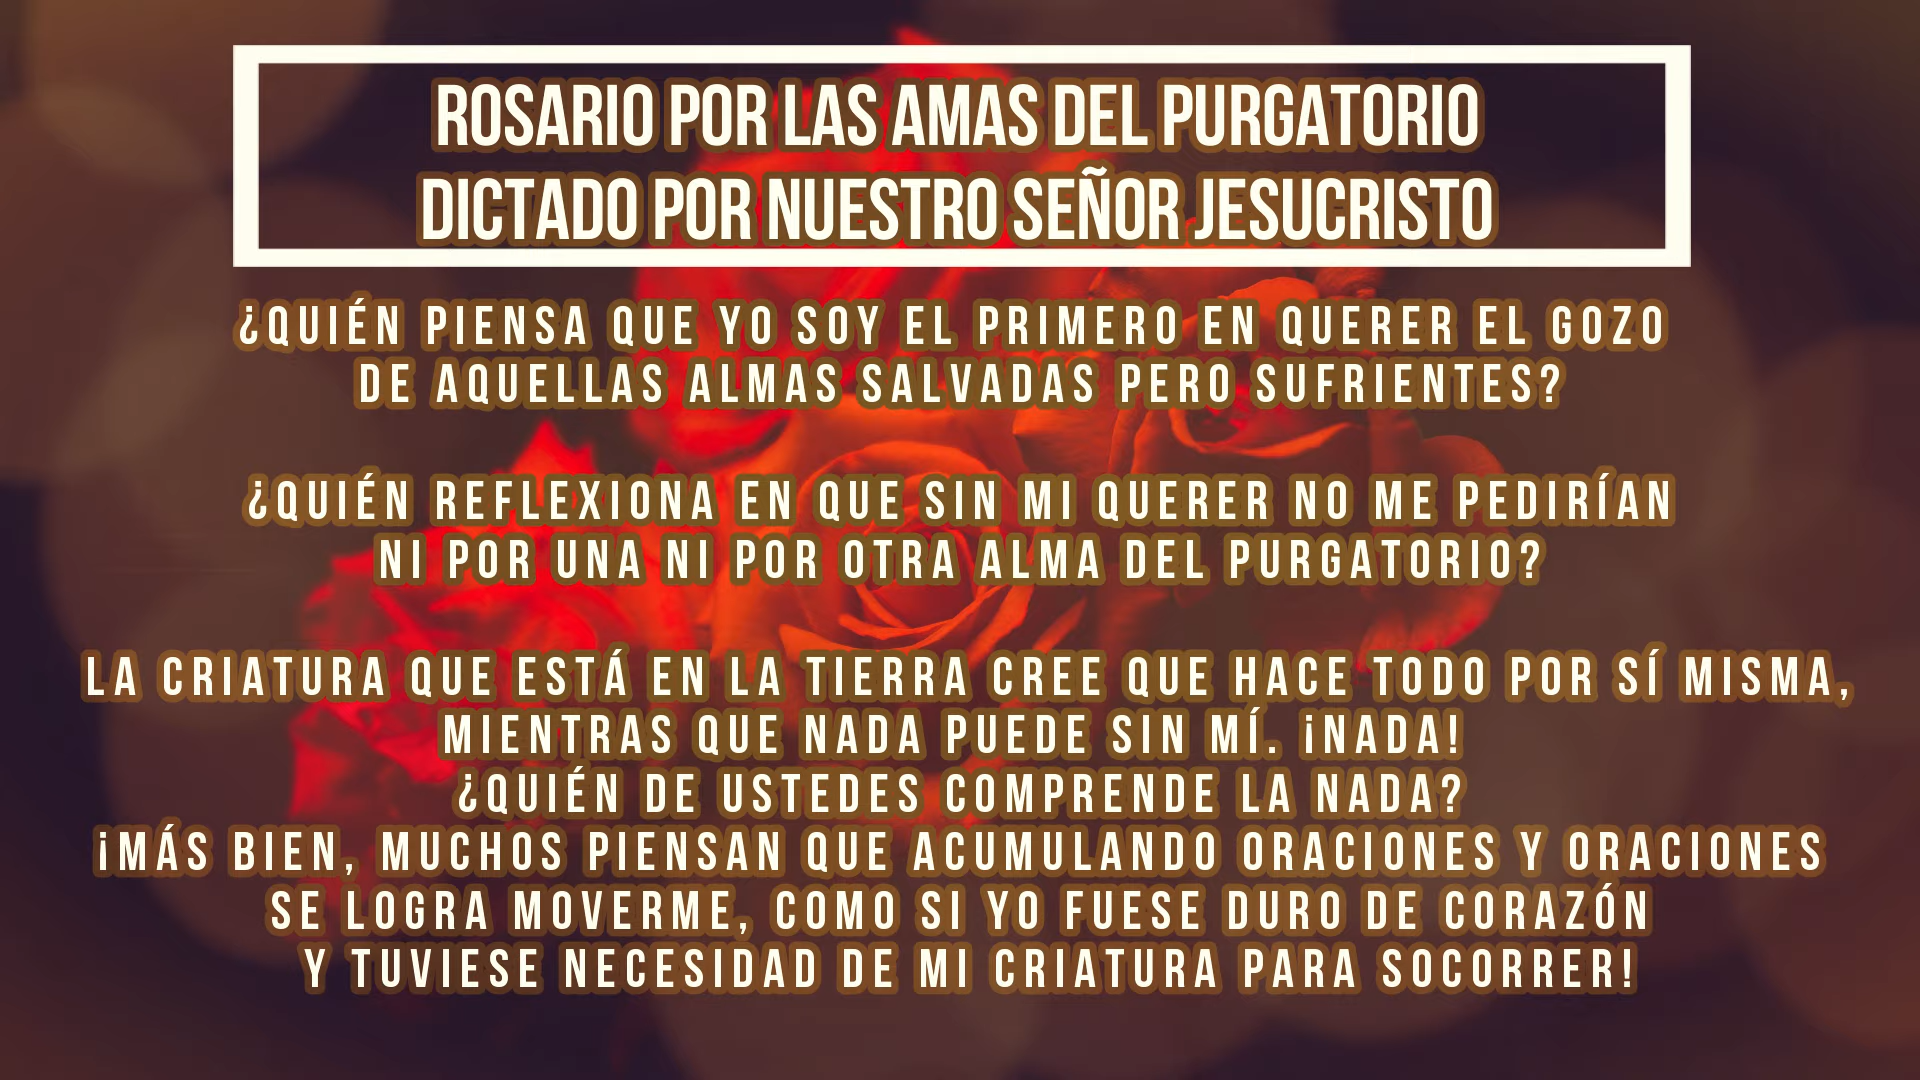 ROSARIO POR LAS AMAS DEL PURGATORIO
DICTADO POR NUESTRO SEÑOR JESUCRISTO
¿QUIÉN PIENSA QUE YO SOY EL PRIMERO EN QUERER EL GOZO
DE AQUELLAS ALMAS SALVADAS PERO SUFRIENTES?
¿QUIÉN REFLEXIONA EN QUE SIN MI QUERER NO ME PEDIRÍAN
NI POR UNA NI POR OTRA ALMA DEL PURGATORIO?
LA CRIATURA QUE ESTÁ EN LA TIERRA CREE QUE HACE TODO POR SÍ MISMA,
MIENTRAS QUE NADA PUEDE SIN MÍ. ¡NADA!
¿QUIÉN DE USTEDES COMPRENDE LA NADA?
¡MÁS BIEN, MUCHOS PIENSAN QUE ACUMULANDO ORACIONES Y ORACIONES
SE LOGRA MOVERME, COMO SI YO FUESE DURO DE CORAZÓN
Y TUVIESE NECESIDAD DE MI CRIATURA PARA SOCORRER!